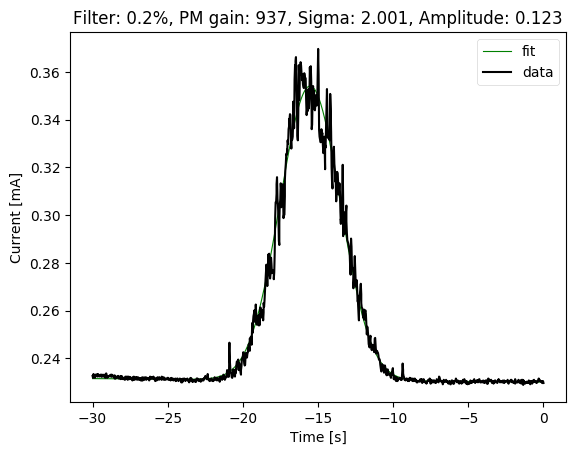 Filter: 0.2%, PM gain: 937, Sigma: 2.001, Amplitude: 0.123
fit
data
0.36
0.34
0.32
0.30
0.28
0.26
0.24
Current [mA]
−30
−25
−20
−15
−10
−5
0
Time [s]